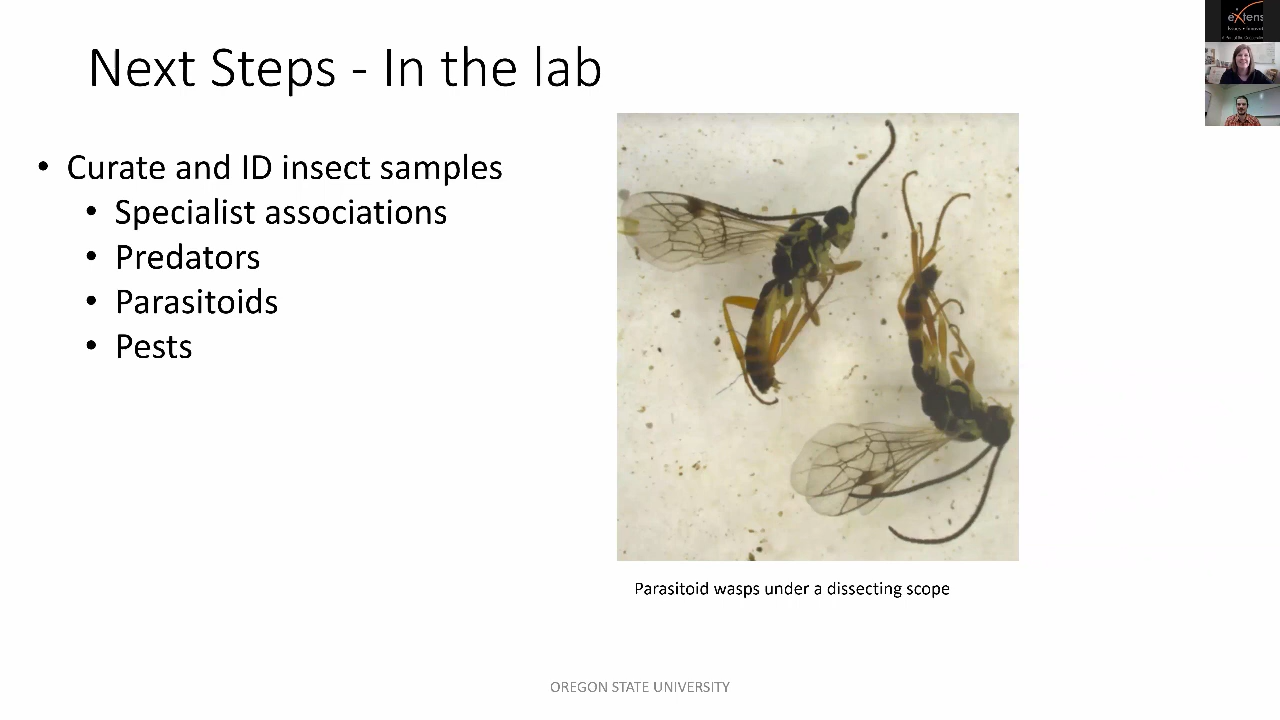 Next Steps - In the lab
• Curate and ID insect samples
• Specialist associations
• Predators
• Parasitoids
• Pests
Parasitoid wasps under a dissecting scope
OREGON STATE UNIVERSITY
eXtens